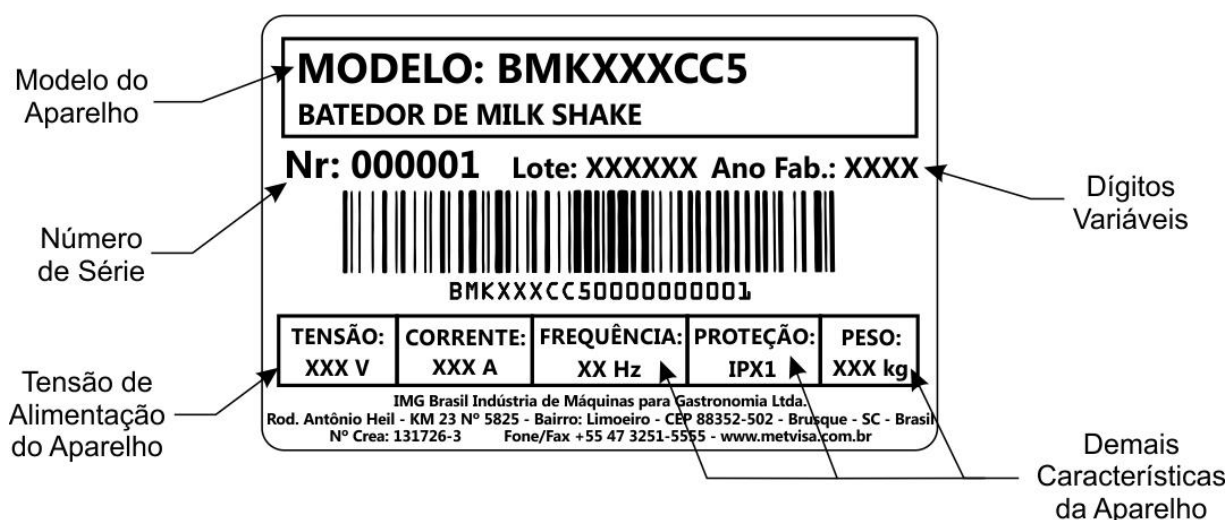 Modelo do
Aparelho
MODELO: BMKXXXCC5
BATEDOR DE MILK SHAKE
Nr: 000001 Lote: XXXXXX Ano Fab.: XXXX
Dígitos
Variáveis
Número
de Série
BMKXXXCC50000000001
TENSÃO: CORRENTE: FREQUÊNCIA: PROTEÇÃO: PESO:
XXX V XXX A XX Hz IPX1 XXX kg
Tensão de
Alimentação
do Aparelho
IMG Brasil Indústria de Máquinas para Gastronomia Ltda.
Rod. Antônio Heil - KM 23 Nº 5825 - Bairro: Limoeiro - CEP 88352-502 - Brusque - SC - Brasil
Nº Crea: 131726-3 Fone/Fax +55 47 3251-5555 - www.metvisa.com.br
Demais
Características
da Aparelho